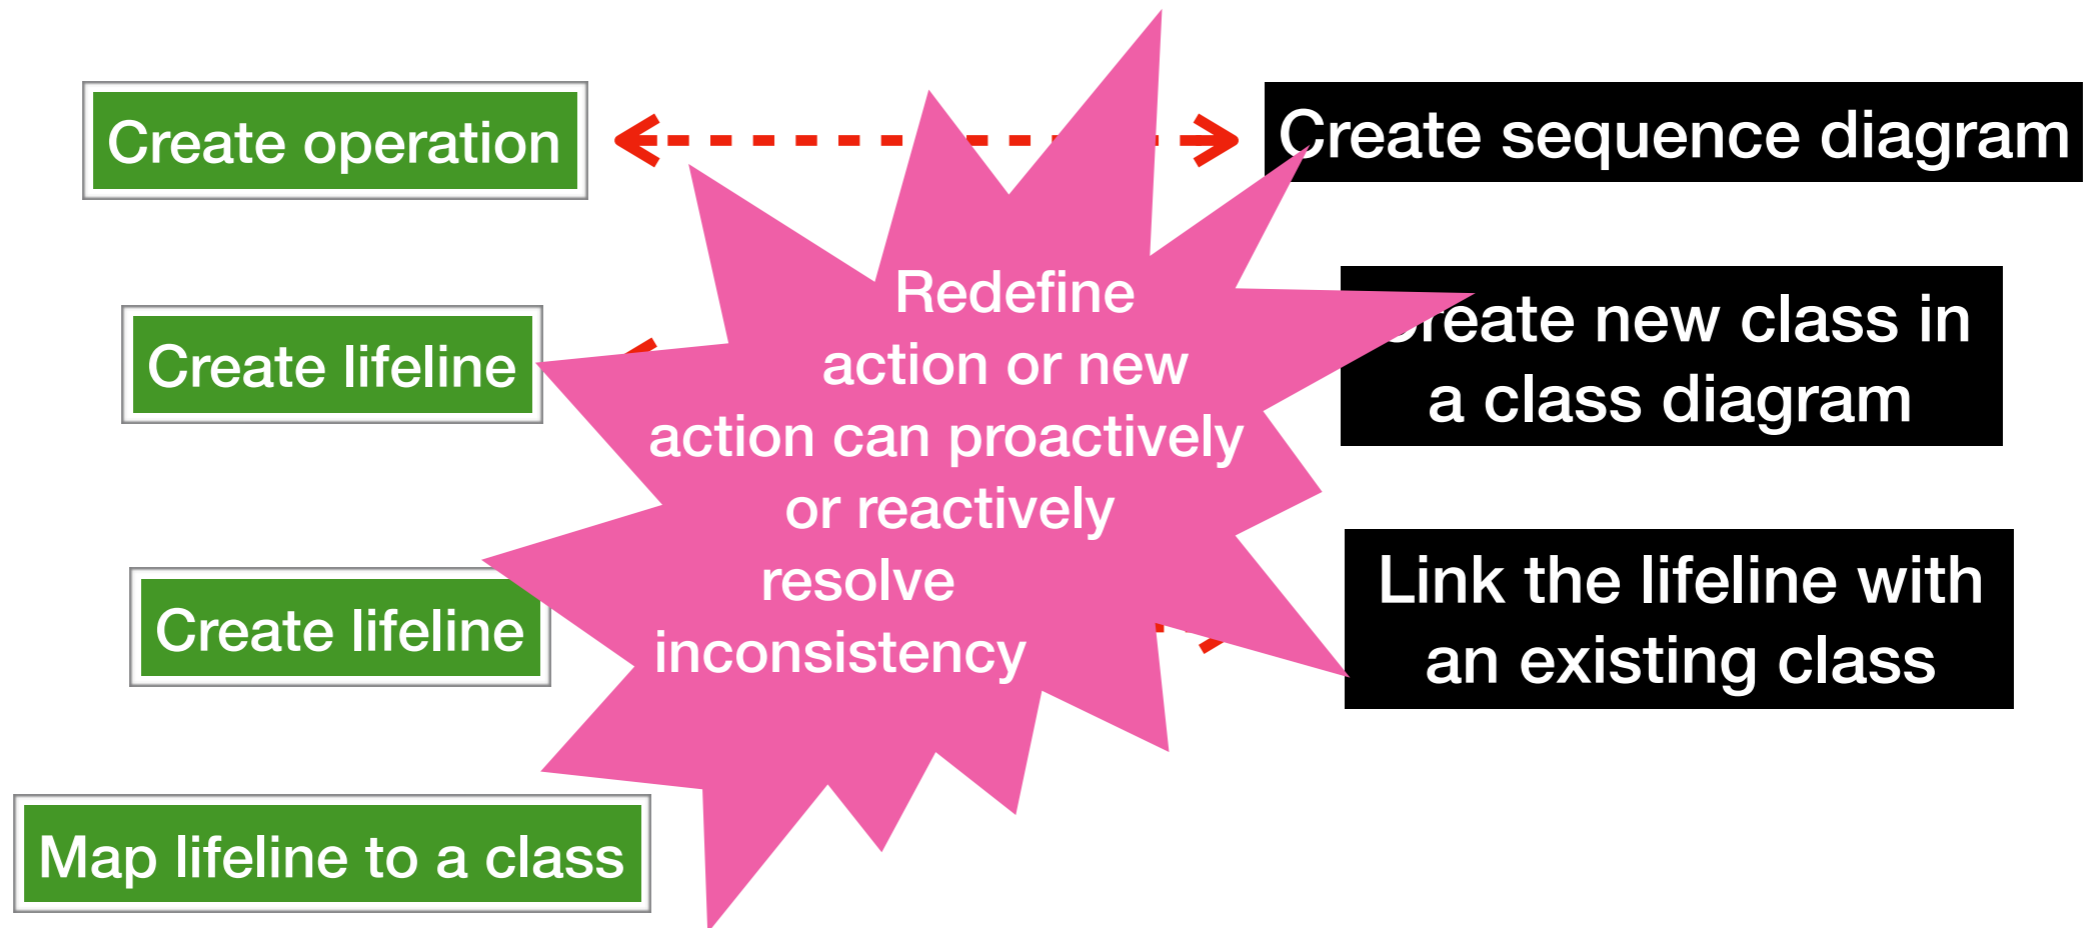 Create operation
Create sequence diagram
Create lifeline
Create new class in
a class diagram
Redefine
action or new
action can proactively
or reactively
resolve
inconsistency
Create lifeline
Link the lifeline with
an existing class
Map lifeline to a class